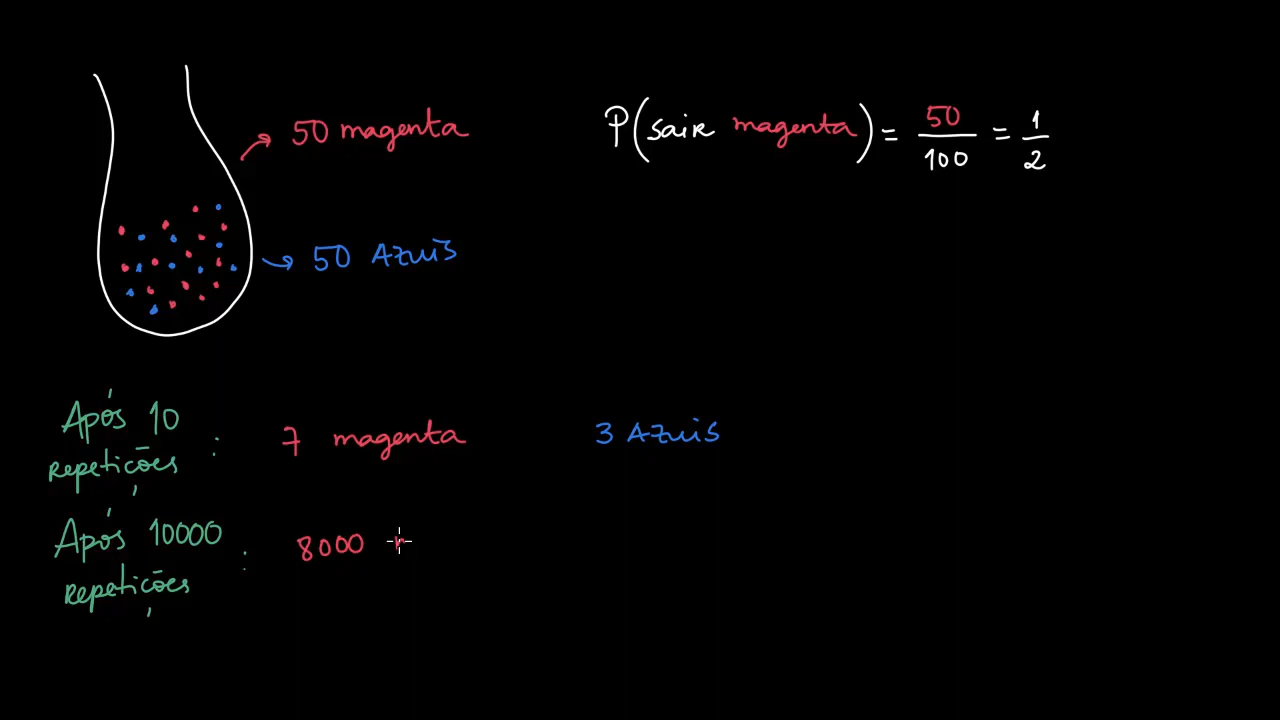 50 magenta
P(sair magenta) = 50/100 = 1/2
50 Azuis
Após 10
repetições :
7 magenta
3 Azuis
Após 10000
repetições :
8000